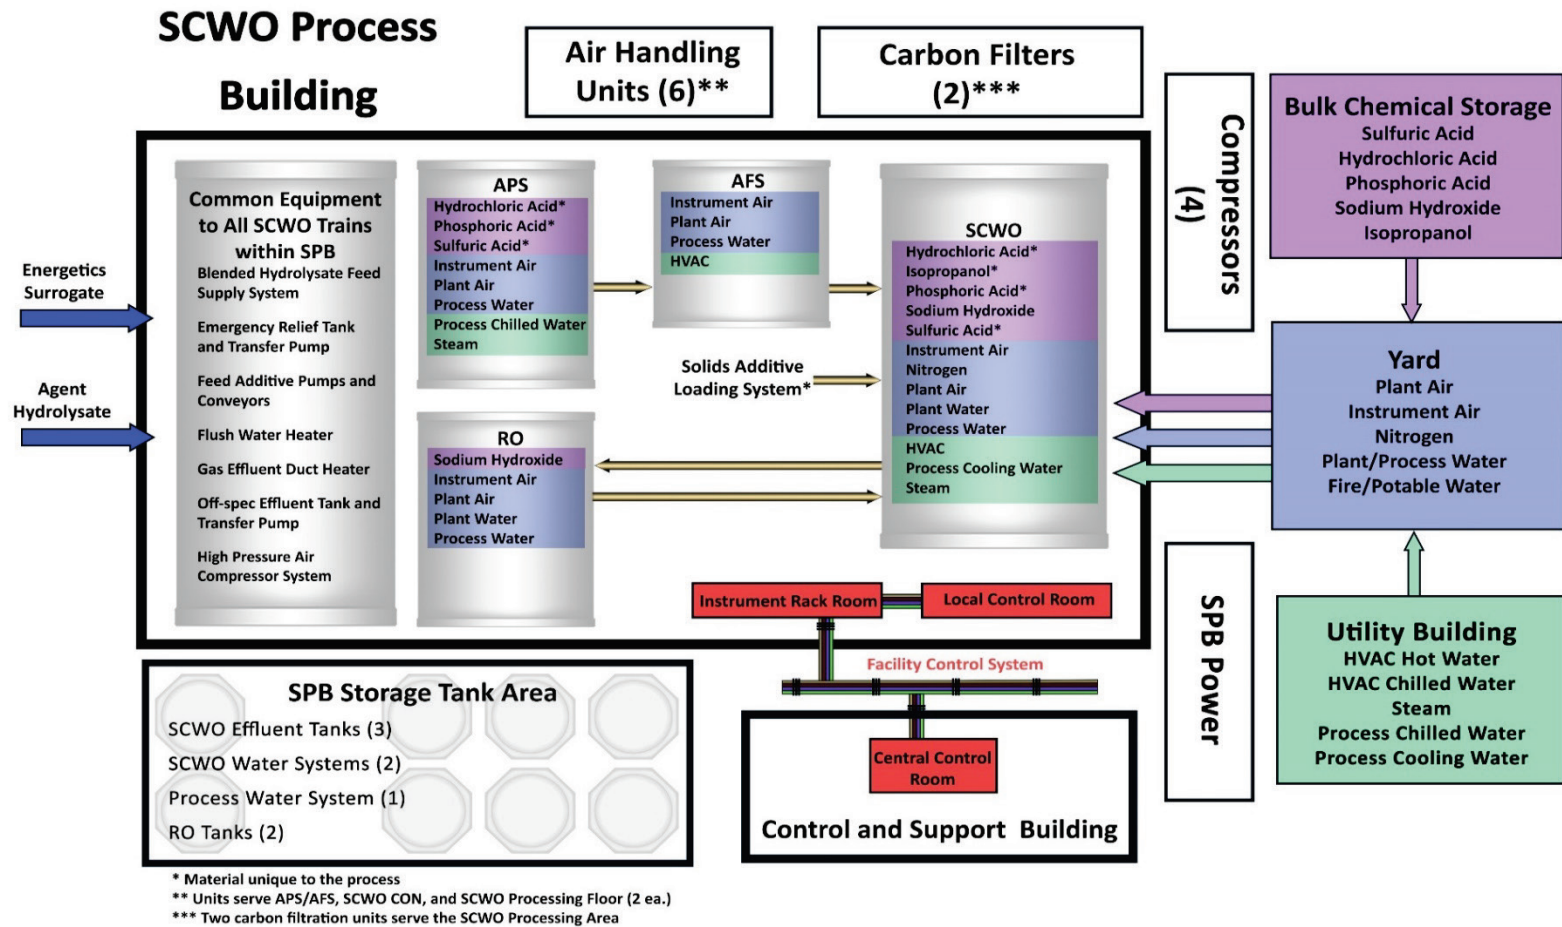 SCWO Process
Building
Air Handling
Units (6)**
Carbon Filters
(2)***
Compressors
(4)
Bulk Chemical Storage
Sulfuric Acid
Hydrochloric Acid
Phosphoric Acid
Sodium Hydroxide
Isopropanol
Energetics
Surrogate
Agent
Hydrolysate
Common Equipment
to All SCWO Trains
within SPB
Blended Hydrolysate Feed
Supply System
Emergency Relief Tank
and Transfer Pump
Feed Additive Pumps and
Conveyors
Flush Water Heater
Gas Effluent Duct Heater
Off-spec Effluent Tank and
Transfer Pump
High Pressure Air
Compressor System
APS
Hydrochloric Acid*
Phosphoric Acid*
Sulfuric Acid*
Instrument Air
Plant Air
Process Water
Process Chilled Water
Steam
AFS
Instrument Air
Plant Air
Process Water
HVAC
Solids Additive
Loading System*
SCWO
Hydrochloric Acid*
Isopropanol*
Phosphoric Acid*
Sodium Hydroxide
Sulfuric Acid*
Instrument Air
Nitrogen
Plant Air
Plant Water
Process Water
HVAC
Process Cooling Water
Steam
RO
Sodium Hydroxide
Instrument Air
Plant Air
Plant Water
Process Water
Yard
Plant Air
Instrument Air
Nitrogen
Plant/Process Water
Fire/Potable Water
SPB Power
Utility Building
HVAC Hot Water
HVAC Chilled Water
Steam
Process Chilled Water
Process Cooling Water
Instrument Rack Room
Local Control Room
Facility Control System
Central Control
Room
Control and Support Building
SPB Storage Tank Area
SCWO Effluent Tanks (3)
SCWO Water Systems (2)
Process Water System (1)
RO Tanks (2)
* Material unique to the process
** Units serve APS/AFS, SCWO CON, and SCWO Processing Floor (2 ea.)
*** Two carbon filtration units serve the SCWO Processing Area